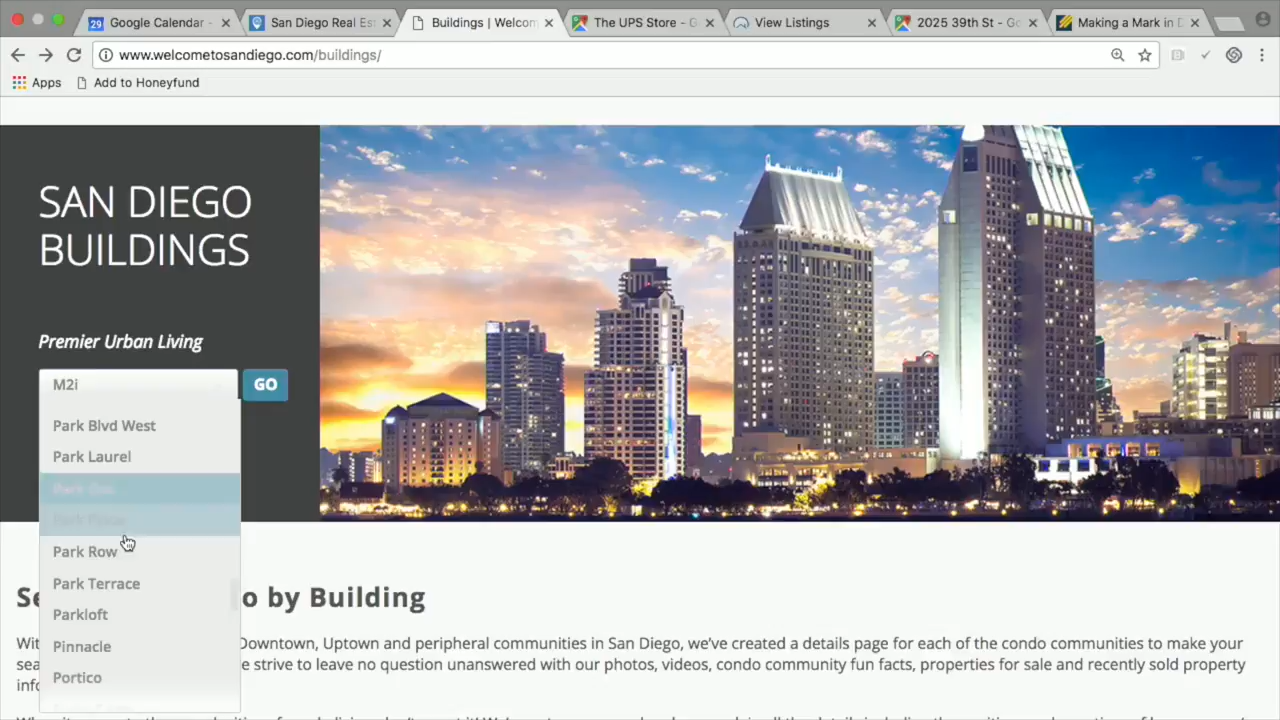 Google Calendar -
San Diego Real Est
Buildings | Welcom
The UPS Store - G
View Listings
2025 39th St - Go
Making a Mark in D
www.welcometosandiego.com/buildings/
Apps
Add to Honeyfund
SAN DIEGO
BUILDINGS
Premier Urban Living
M2i
GO
Park Blvd West
Park Laurel
Park Row
Park Terrace
Parkloft
Pinnacle
Portico
Se o by Building
Wit Downtown, Uptown and peripheral communities in San Diego, we've created a details page for each of the condo communities to make your
sea e strive to leave no question unanswered with our photos, videos, condo community fun facts, properties for sale and recently sold property
info